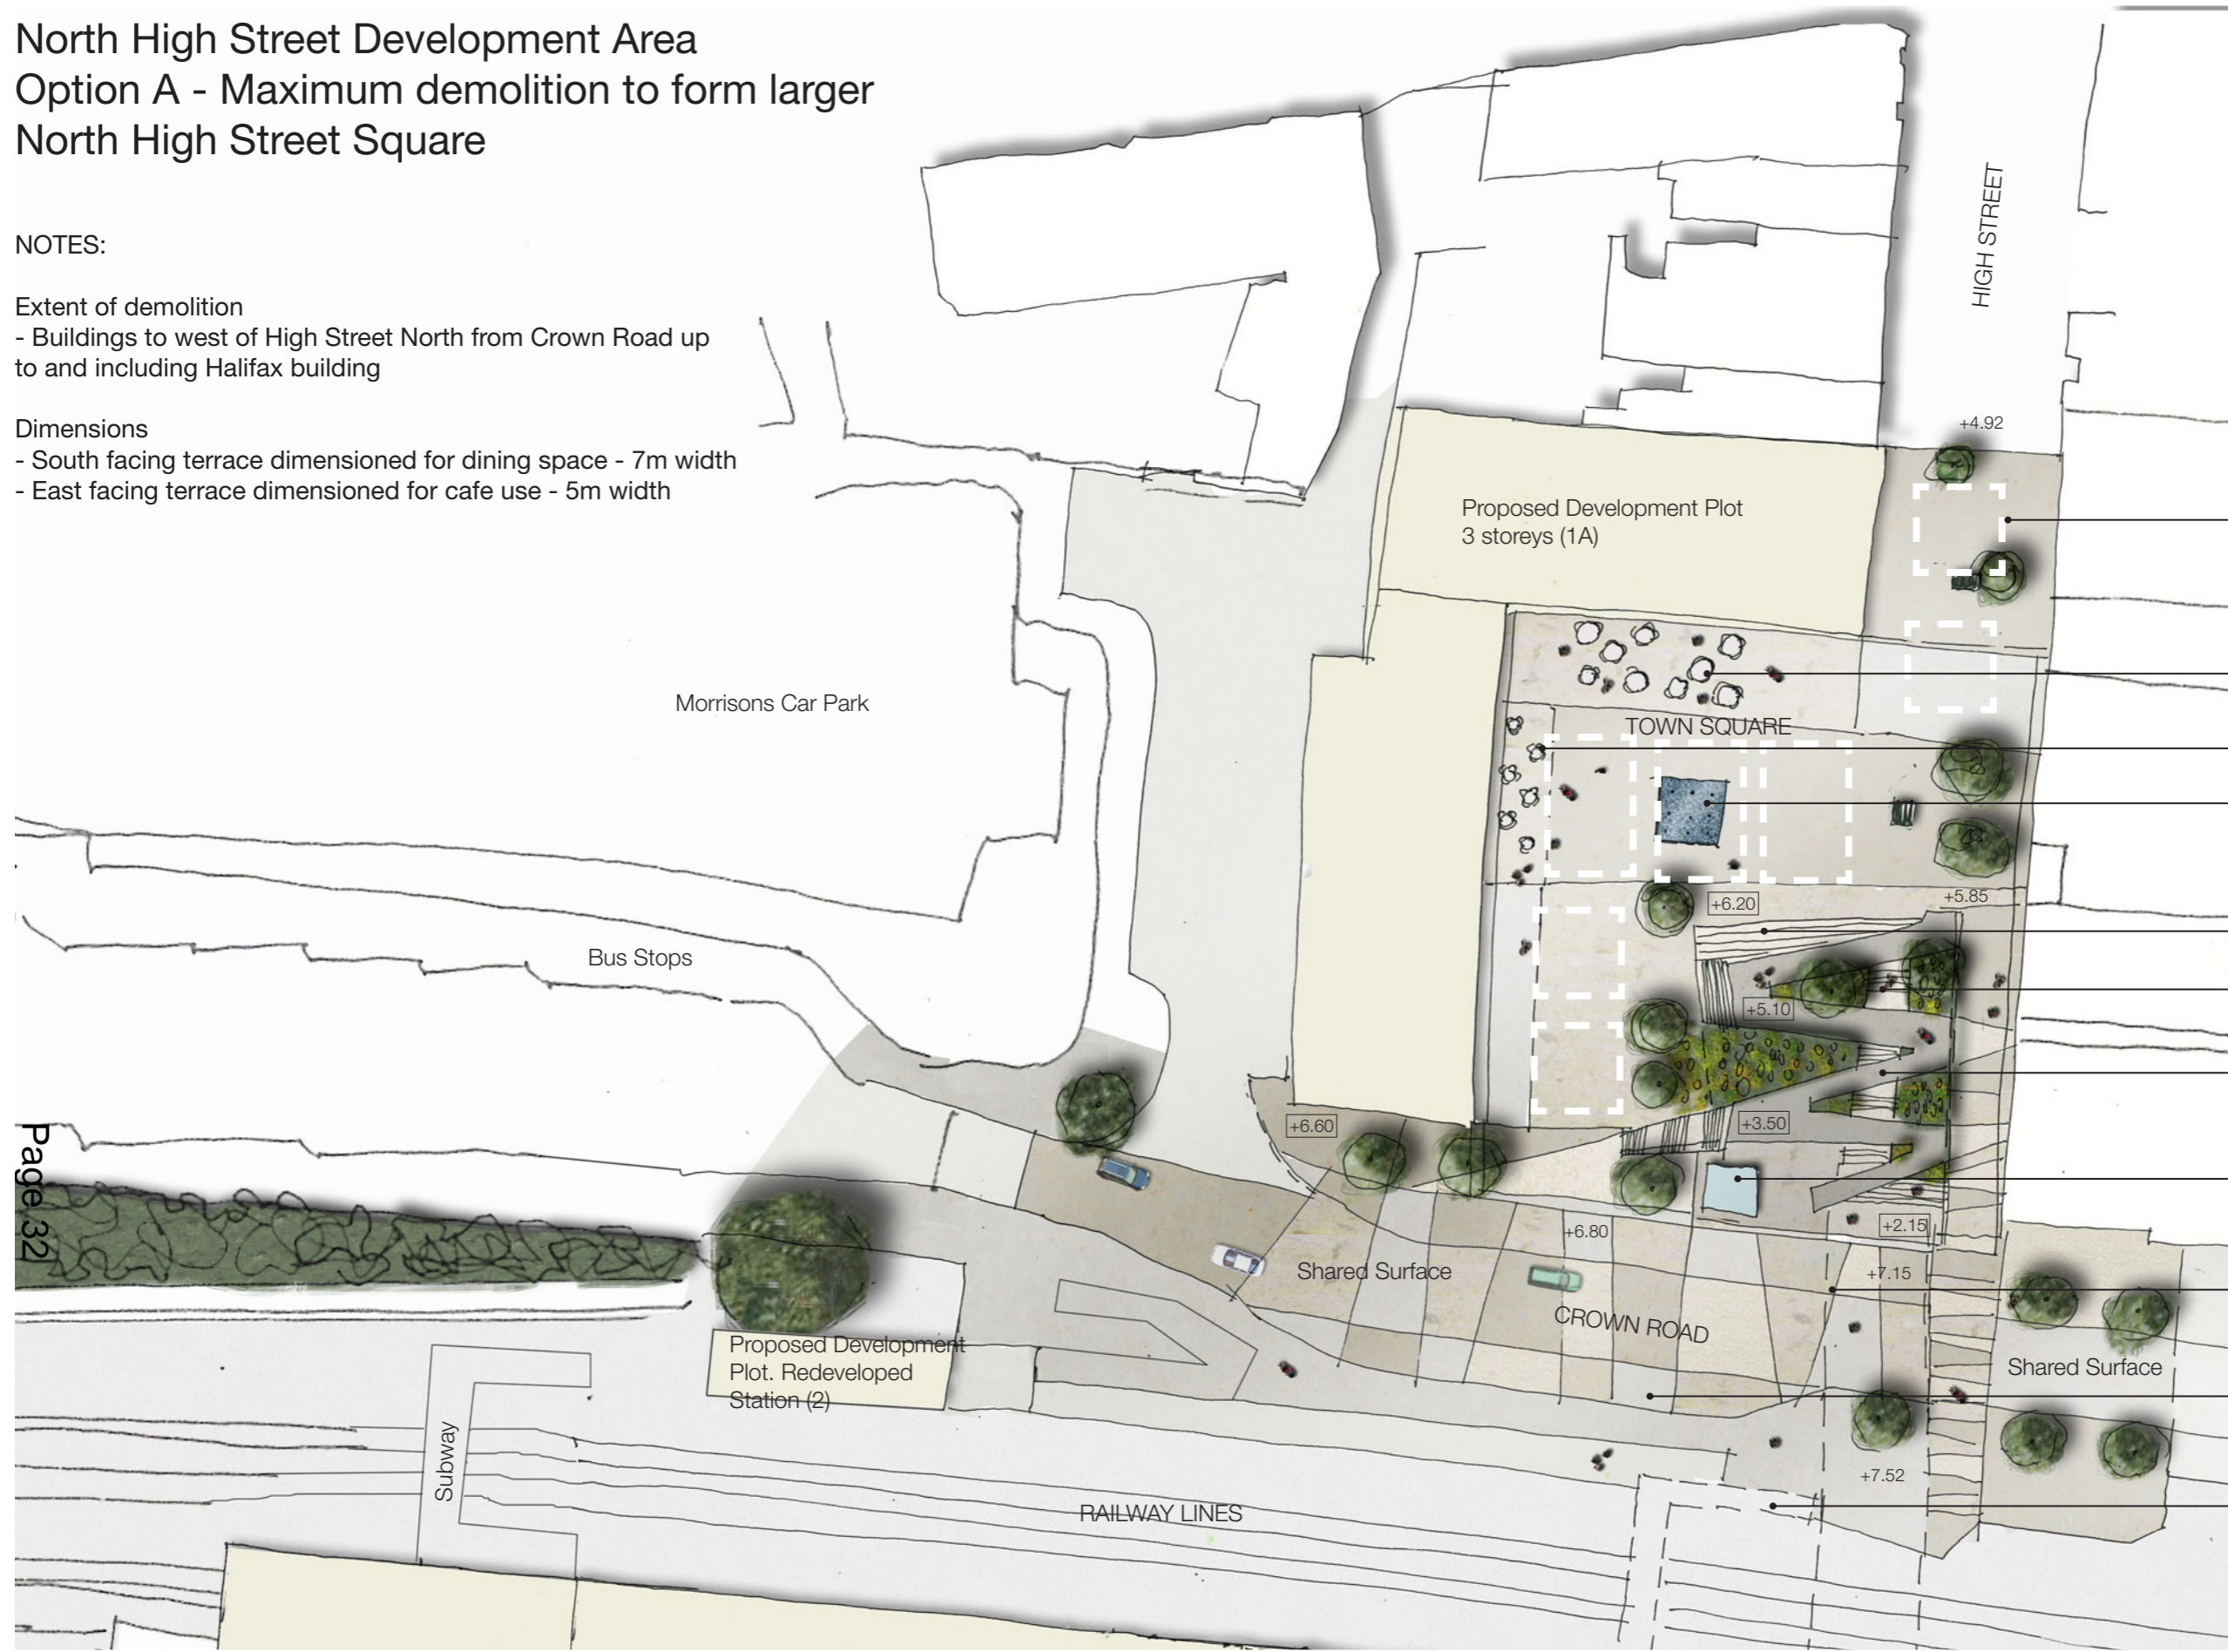 North High Street Development Area
Option A - Maximum demolition to form larger
North High Street Square
NOTES:
Extent of demolition
- Buildings to west of High Street North from Crown Road up
to and including Halifax building
Dimensions
- South facing terrace dimensioned for dining space - 7m width
- East facing terrace dimensioned for cafe use - 5m width
HIGH STREET
+4.92
Proposed Development Plot
3 storeys (1A)
Morrisons Car Park
TOWN SQUARE
+6.20
+5.85
Bus Stops
+5.10
+3.50
+6.60
Page 32
+2.15
+6.80
Shared Surface
+7.15
CROWN ROAD
Proposed Development
Plot. Redeveloped
Station (2)
Shared Surface
Subway
+7.52
RAILWAY LINES